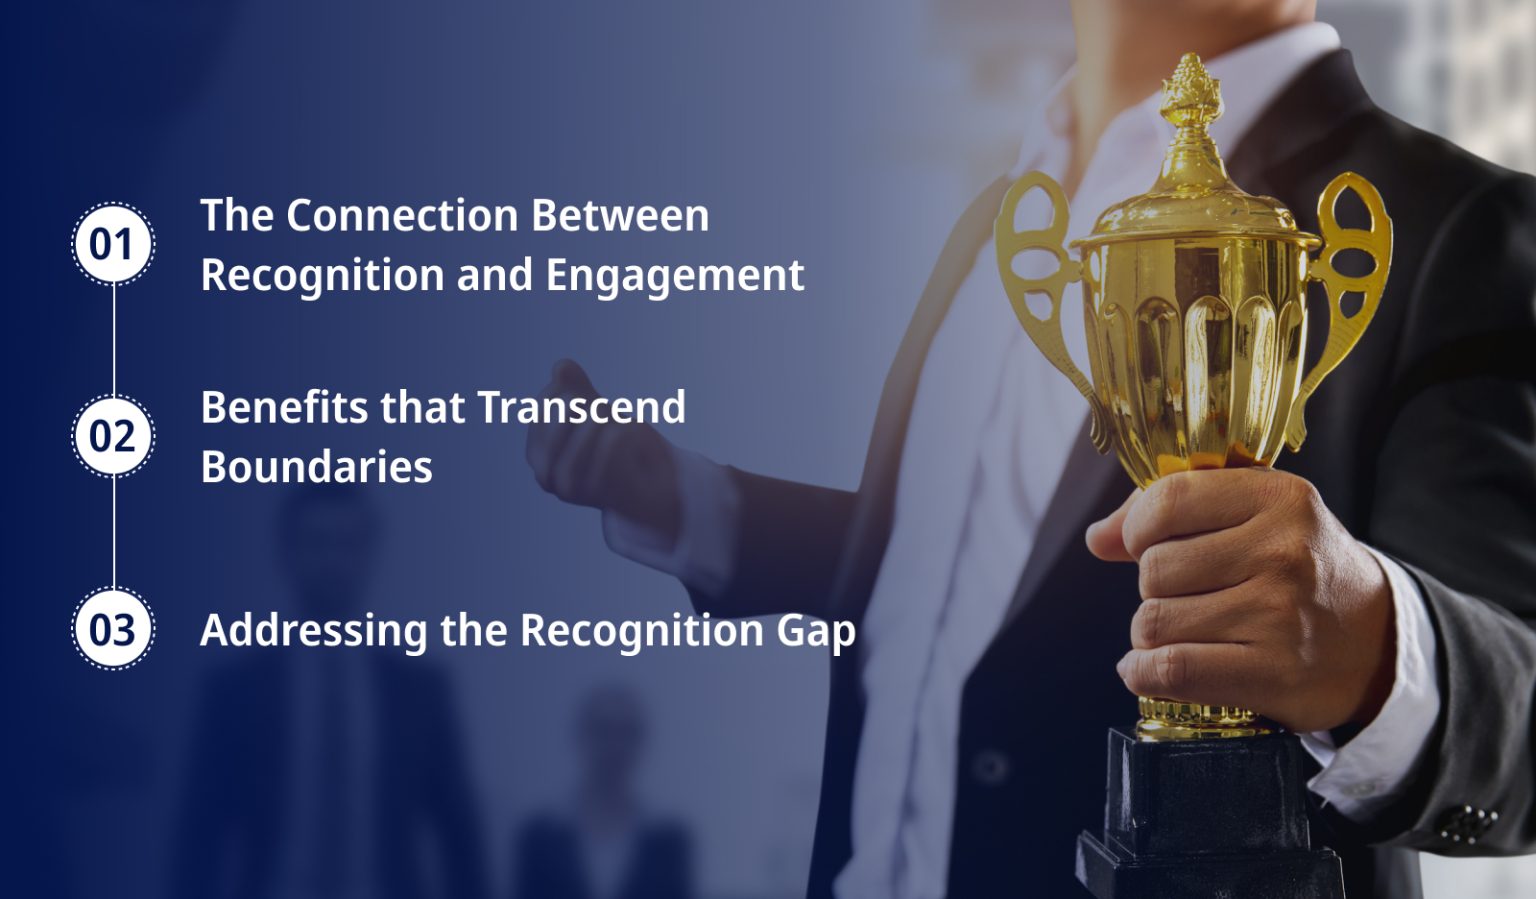 01
The Connection Between
Recognition and Engagement
02
Benefits that Transcend
Boundaries
03
Addressing the Recognition Gap